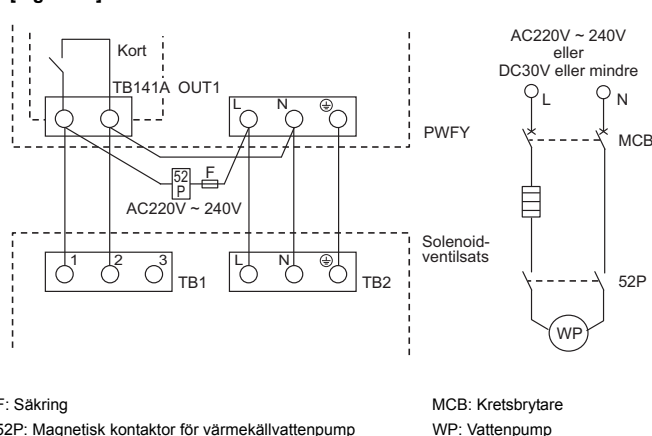 AC220V ~ 240V
eller
DC30V eller mindre
L
N
MCB
52P
WP
Kort
TB141A OUT1
L N
PWFY
52
P
F
AC220V ~ 240V
Solenoid-
ventilsats
1 2 3
TB1
L N
TB2
F: Säkring
52P: Magnetisk kontaktor för värmekällvattenpump
MCB: Kretsbrytare
WP: Vattenpump